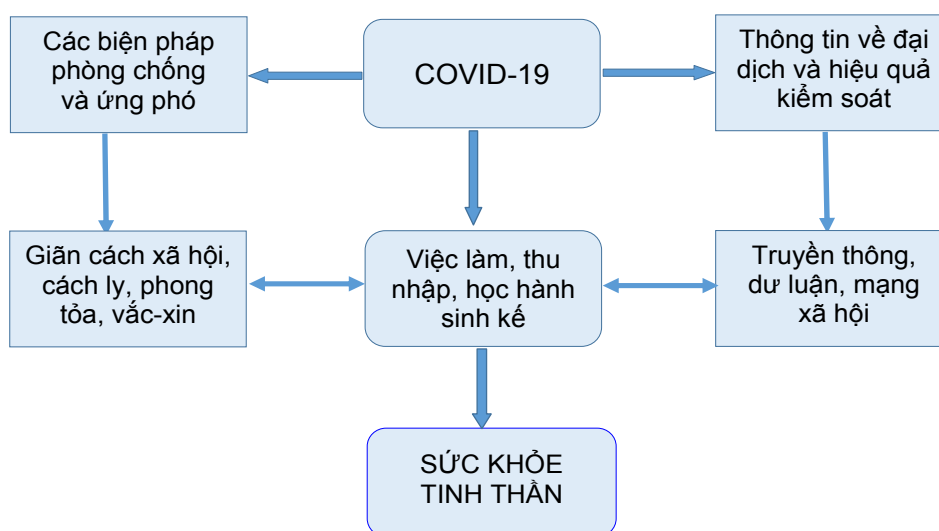 Các biện pháp
phòng chống
và ứng phó
COVID-19
Thông tin về đại
dịch và hiệu quả
kiểm soát
Giãn cách xã hội,
cách ly, phong
tỏa, vắc-xin
Việc làm, thu
nhập, học hành
sinh kế
Truyền thông,
dư luận, mạng
xã hội
SỨC KHỎE
TINH THẦN